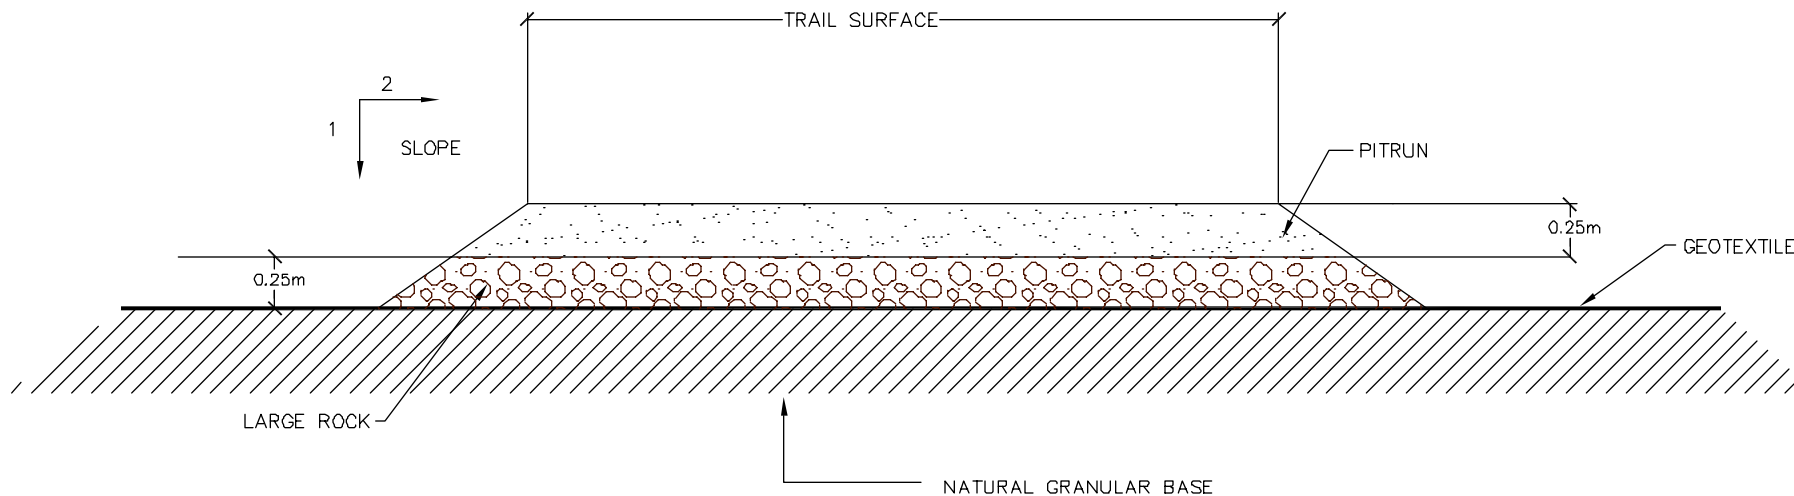 TRAIL SURFACE
2
1
SLOPE
PITRUN
0.25m
GEOTEXTILE
0.25m
LARGE ROCK
NATURAL GRANULAR BASE